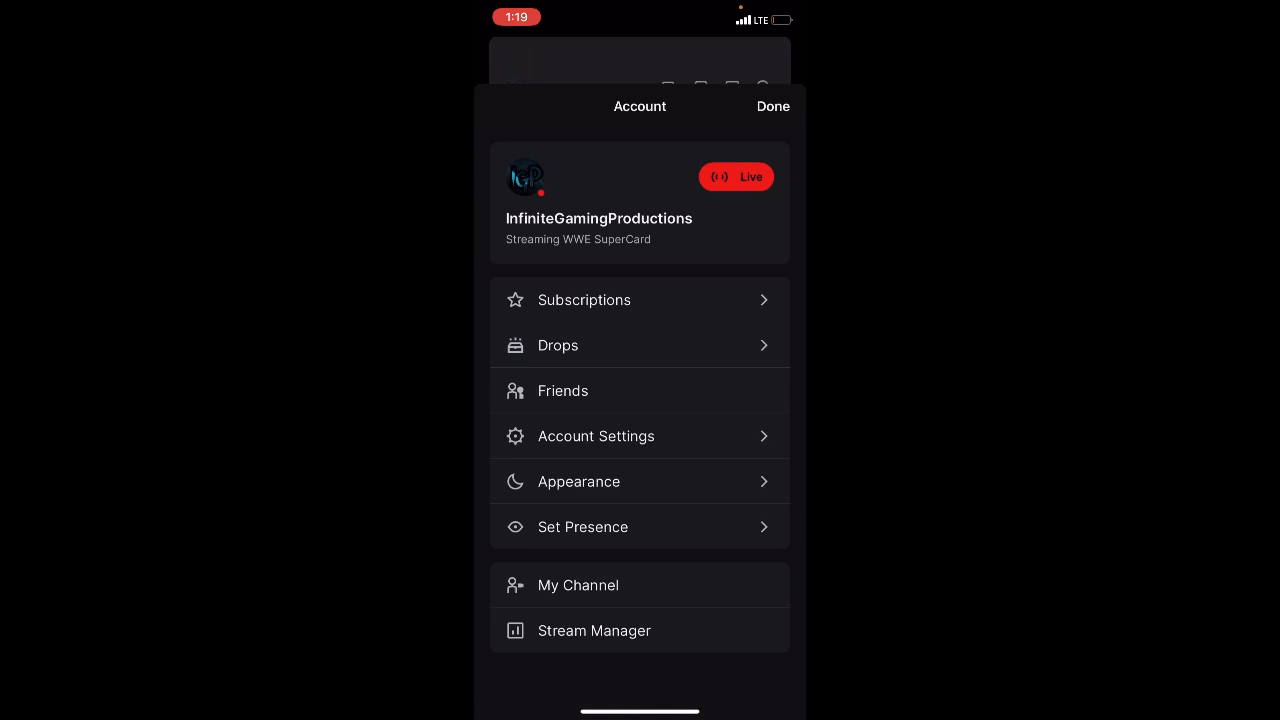 1:19
LTE
Account
Done
IGP
Live
InfiniteGamingProductions
Streaming WWE SuperCard
Subscriptions
Drops
Friends
Account Settings
Appearance
Set Presence
My Channel
Stream Manager